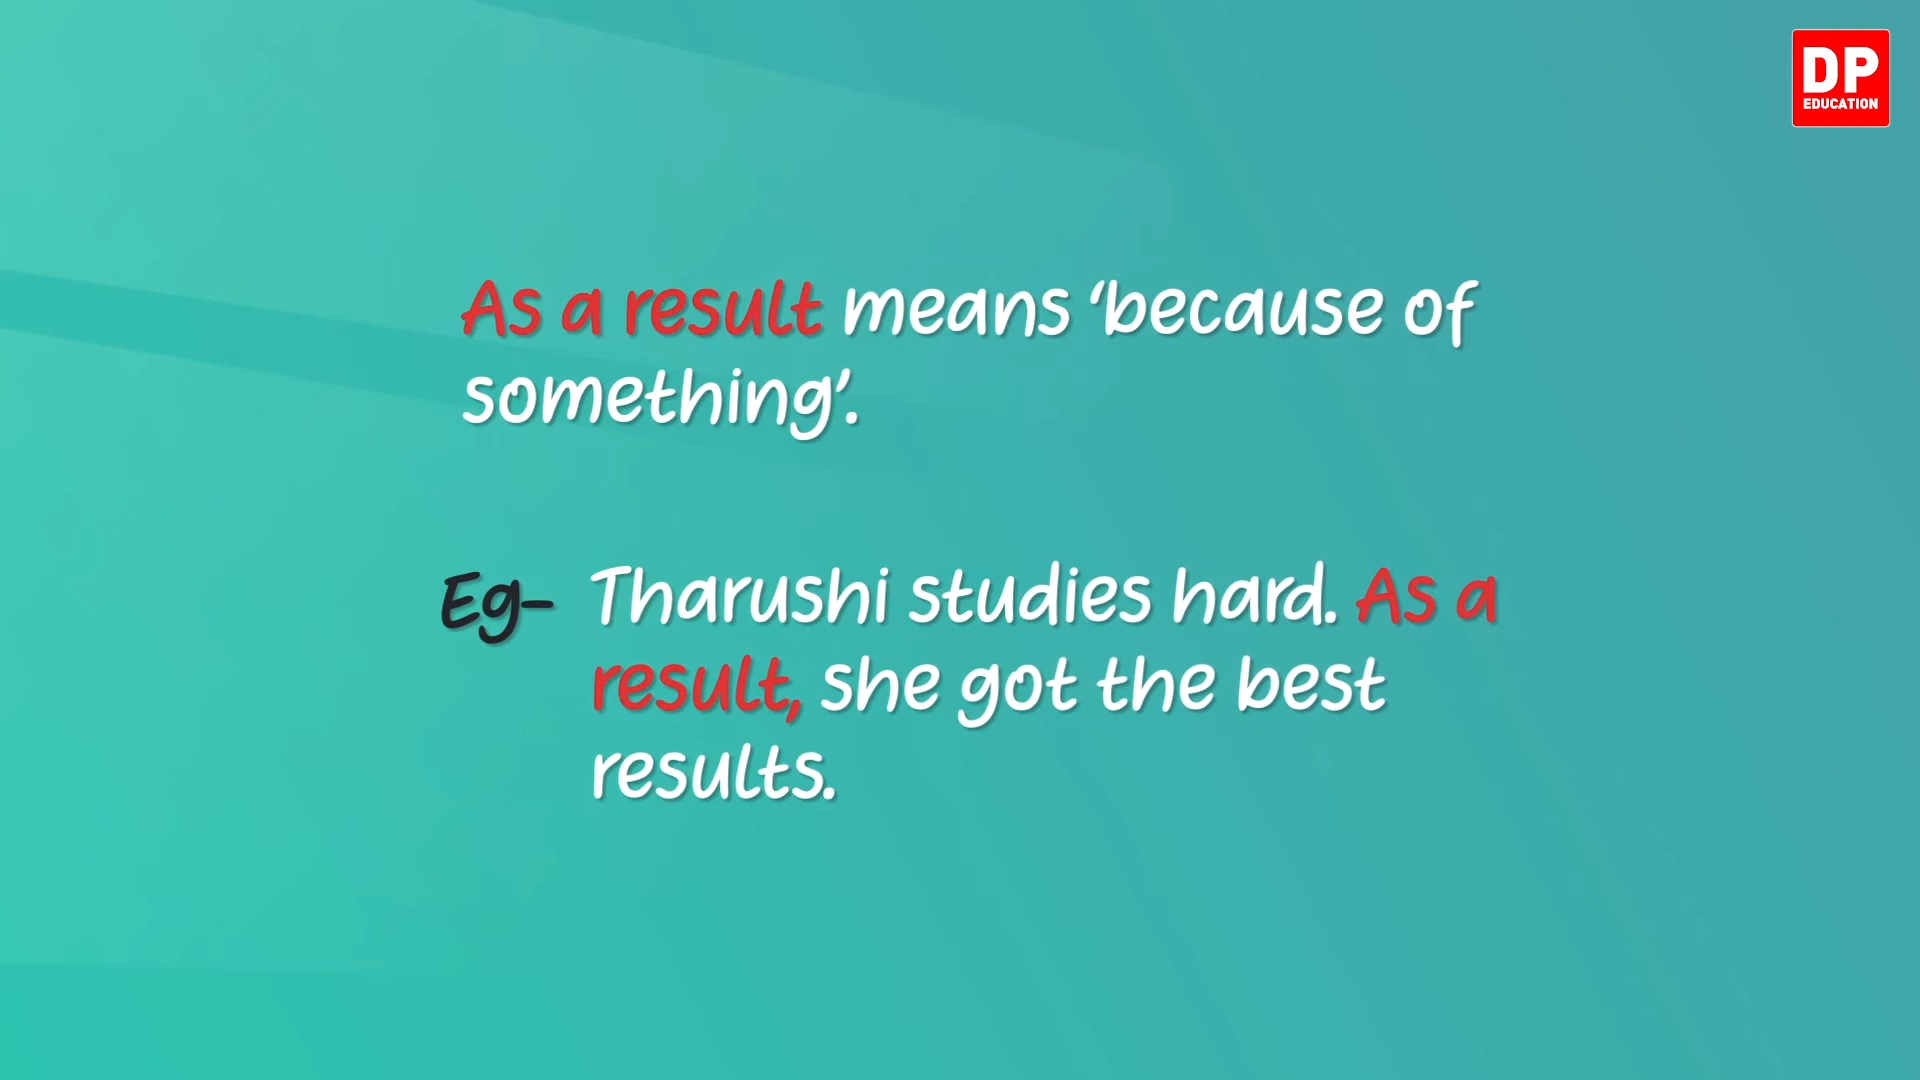 DP
EDUCATION
As a result means ‘because of
something’.
Eg- Tharushi studies hard. As a
result, she got the best
results.